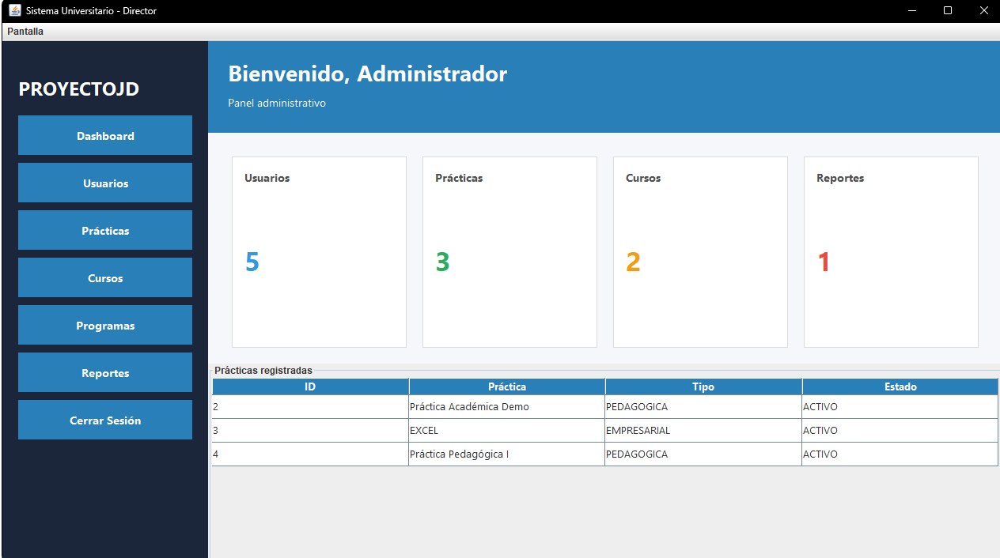 Sistema Universitario - Director
Pantalla
PROYECTOJD
Dashboard
Usuarios
Prácticas
Cursos
Programas
Reportes
Cerrar Sesión
Bienvenido, Administrador
Panel administrativo
Usuarios Prácticas Cursos Reportes
5 3 2 1
Prácticas registradas
ID Práctica Tipo Estado
2 Práctica Académica Demo PEDAGOGICA ACTIVO
3 EXCEL EMPRESARIAL ACTIVO
4 Práctica Pedagógica I PEDAGOGICA ACTIVO